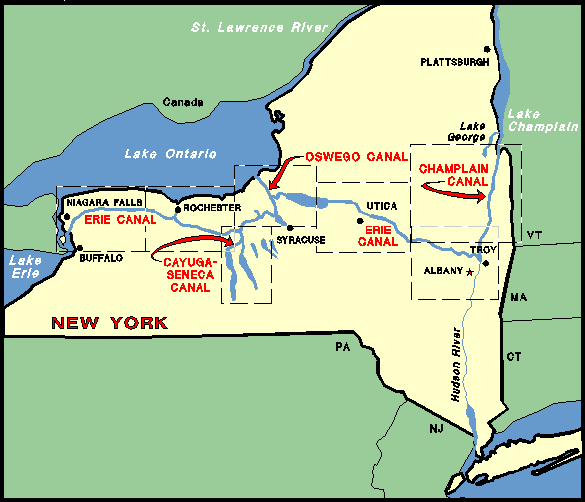 St. Lawrence River
PLATTSBURGH
Canada
Lake
Champlain
Lake
George
Lake Ontario
OSWEGO CANAL
CHAMPLAIN
CANAL
NIAGARA FALLS
ROCHESTER
UTICA
ERIE CANAL
ERIE
CANAL
SYRACUSE
VT
TROY
BUFFALO
Lake
Erie
CAYUGA-
SENECA
CANAL
ALBANY
MA
NEW YORK
PA
CT
Hudson River
NJ